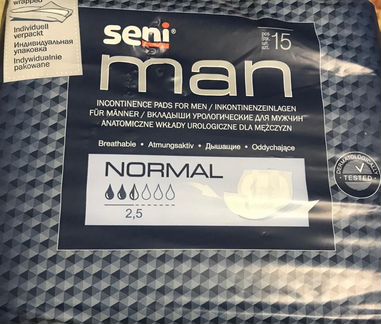 wrapped
Individuell
verpackt
Индивидуальная
упаковка
Indywidualnie
pakowane
seni®
15
man
INCONTINENCE PADS FOR MEN / INKONTINENZEINLAGEN
FÜR MÄNNER / ВКЛАДЫШИ УРОЛОГИЧЕСКИЕ ДЛЯ МУЖЧИН
ANATOMICZNE WKŁADY UROLOGICZNE DLA MĘŻCZYZN
Breathable • Atmungsaktiv • Дышащие • Oddychające
NORMAL
2,5
DERMATOLOGICALLY
TESTED